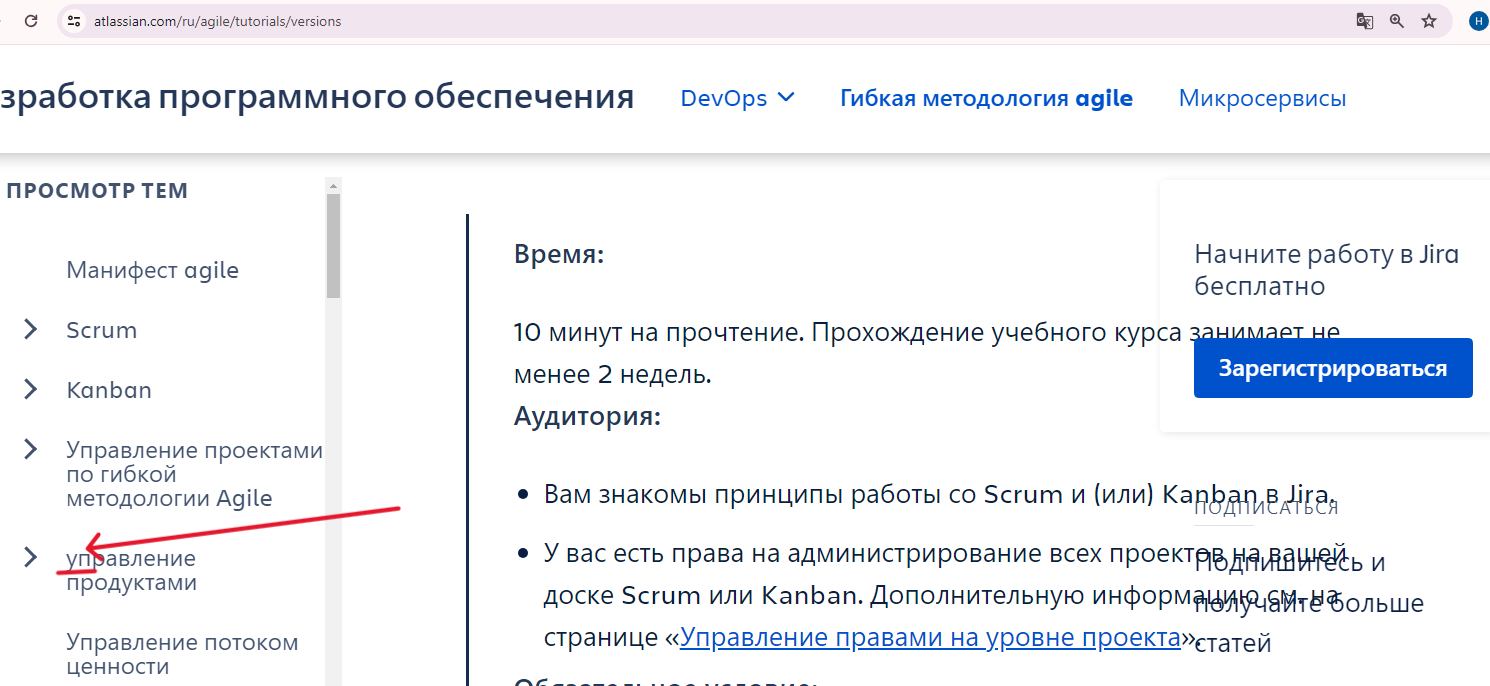 atlassian.com/ru/agile/tutorials/versions
H
зработка программного обеспечения
DevOps
Гибкая методология agile
Микросервисы
ПРОСМОТР ТЕМ
Манифест agile
Scrum
Kanban
Управление проектами
по гибкой
методологии Agile
управление
продуктами
Управление потоком
ценности
Время:
10 минут на прочтение. Прохождение учебного курса занимает не
менее 2 недель.
Аудитория:
Вам знакомы принципы работы со Scrum и (или) Kanban в Jira.
У вас есть права на администрирование всех проектов на вашей
доске Scrum или Kanban. Дополнительную информацию см. на
странице «Управление правами на уровне проекта».
Обязательное условие:
Начните работу в Jira
бесплатно
Зарегистрироваться
ПОДПИСАТЬСЯ
Подпишитесь и
получайте больше
статей